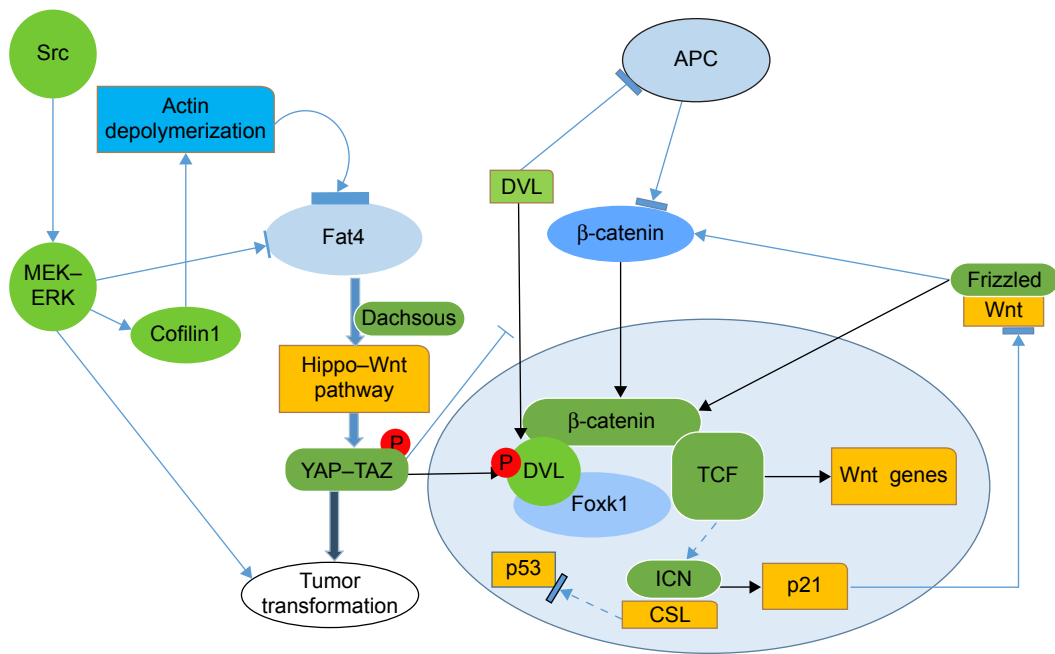 Src
APC
Actin
depolymerization
DVL
Fat4
β-catenin
MEK–
ERK
Frizzled
Wnt
Cofilin1
Dachsous
Hippo–Wnt
pathway
β-catenin
P
YAP–TAZ
P
DVL
TCF
Wnt genes
Foxk1
p53
ICN
p21
CSL
Tumor
transformation